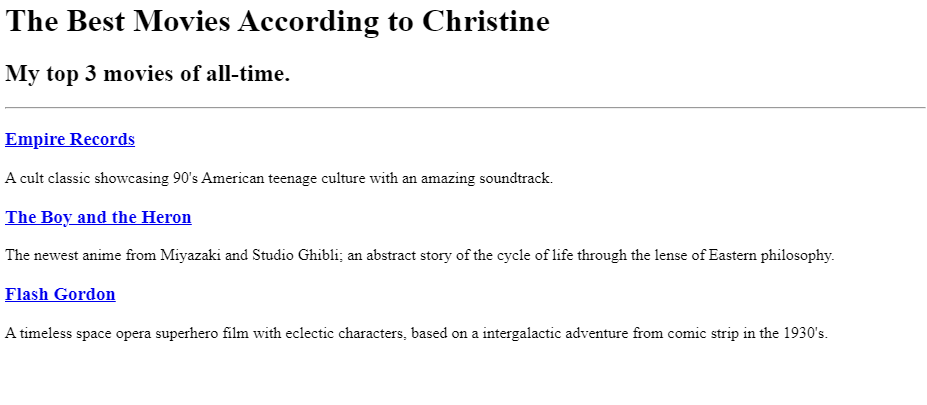 The Best Movies According to Christine
My top 3 movies of all-time.
Empire Records
A cult classic showcasing 90's American teenage culture with an amazing soundtrack.
The Boy and the Heron
The newest anime from Miyazaki and Studio Ghibli; an abstract story of the cycle of life through the lense of Eastern philosophy.
Flash Gordon
A timeless space opera superhero film with eclectic characters, based on a intergalactic adventure from comic strip in the 1930's.